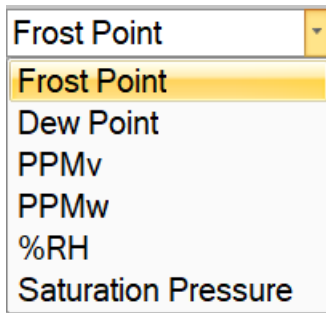 Frost Point
Frost Point
Dew Point
PPMv
PPMw
%RH
Saturation Pressure